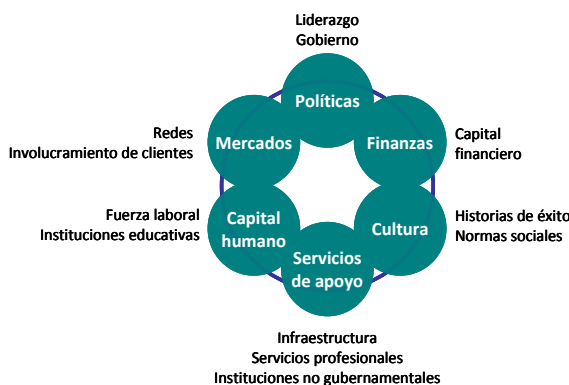 Liderazgo
Gobierno
Políticas
Redes
Involucramiento de clientes
Mercados
Finanzas
Capital
financiero
Fuerza laboral
Instituciones educativas
Capital
humano
Cultura
Historias de éxito
Normas sociales
Servicios
de apoyo
Infraestructura
Servicios profesionales
Instituciones no gubernamentales